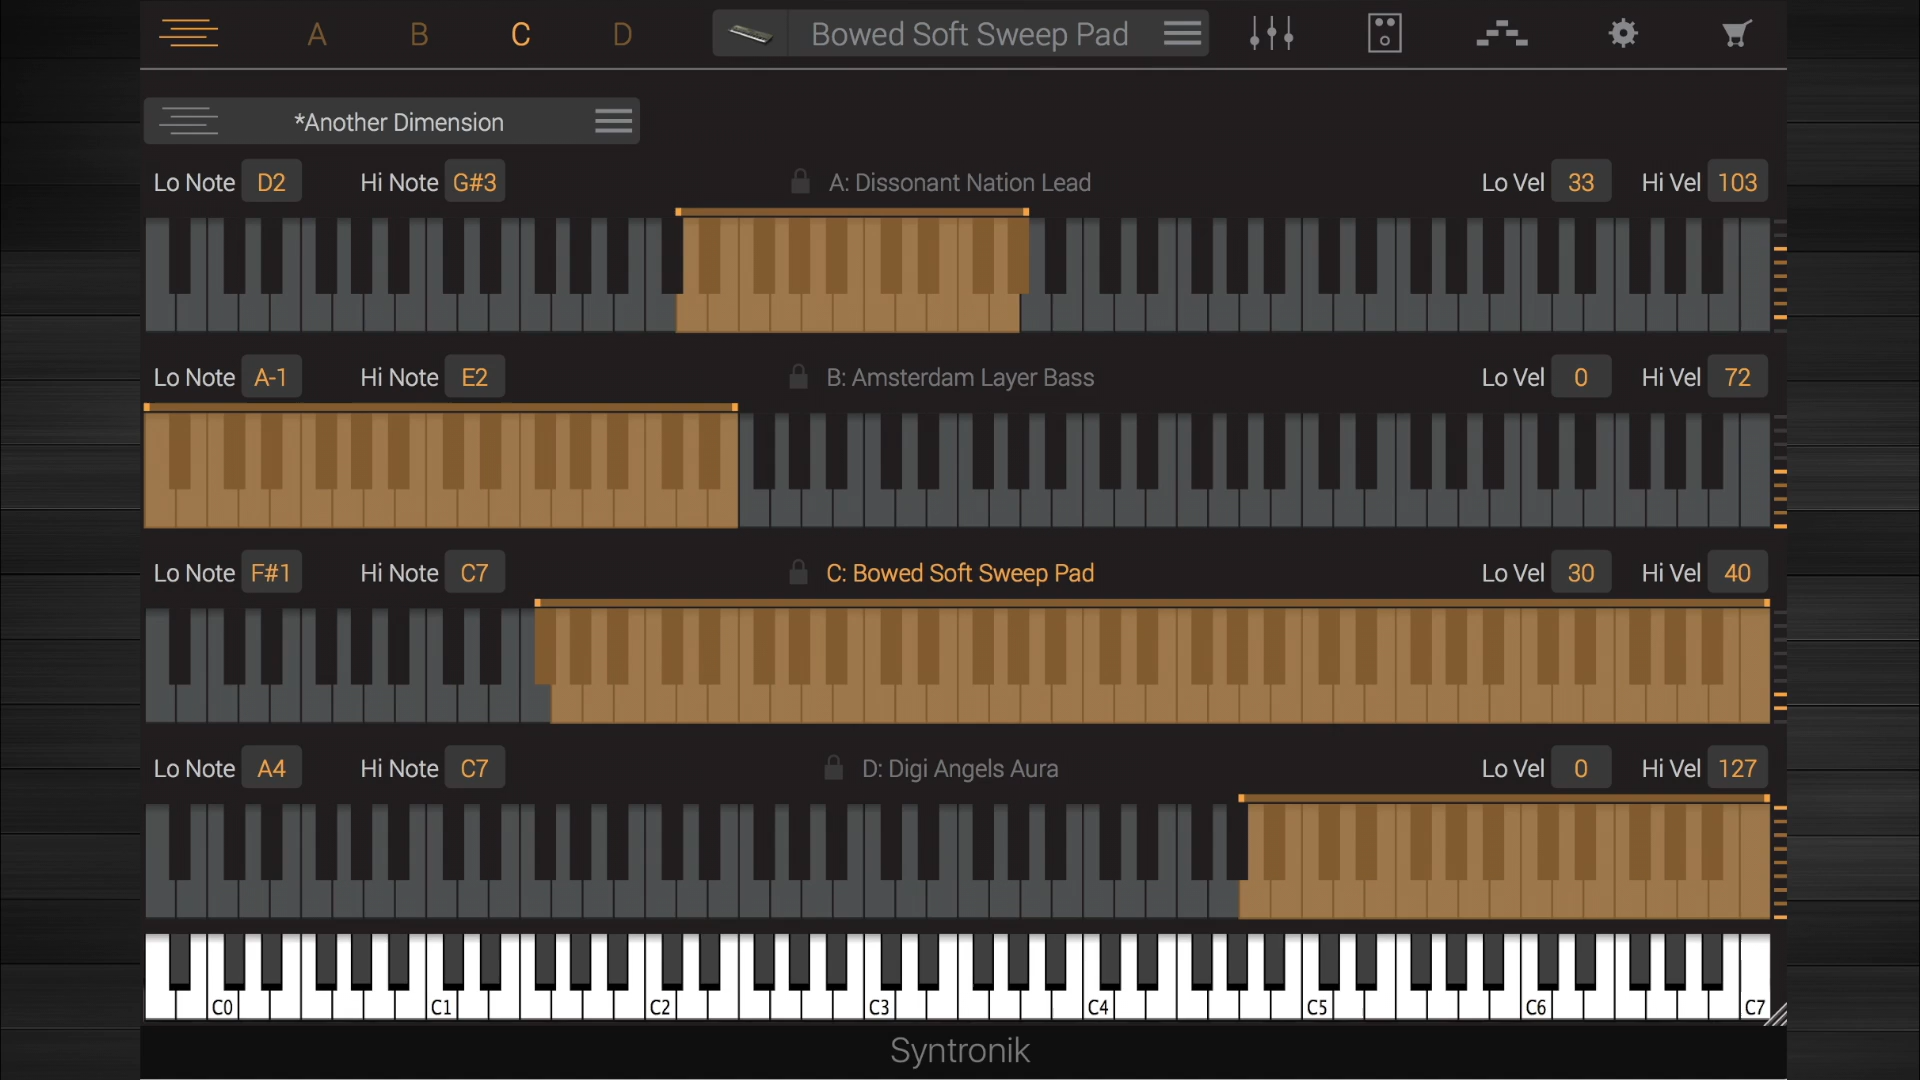 A B C D Bowed Soft Sweep Pad
*Another Dimension
Lo Note D2 Hi Note G#3 A: Dissonant Nation Lead Lo Vel 33 Hi Vel 103
Lo Note A-1 Hi Note E2 B: Amsterdam Layer Bass Lo Vel 0 Hi Vel 72
Lo Note F#1 Hi Note C7 C: Bowed Soft Sweep Pad Lo Vel 30 Hi Vel 40
Lo Note A4 Hi Note C7 D: Digi Angels Aura Lo Vel 0 Hi Vel 127
C0 C1 C2 C3 C4 C5 C6 C7
Syntronik